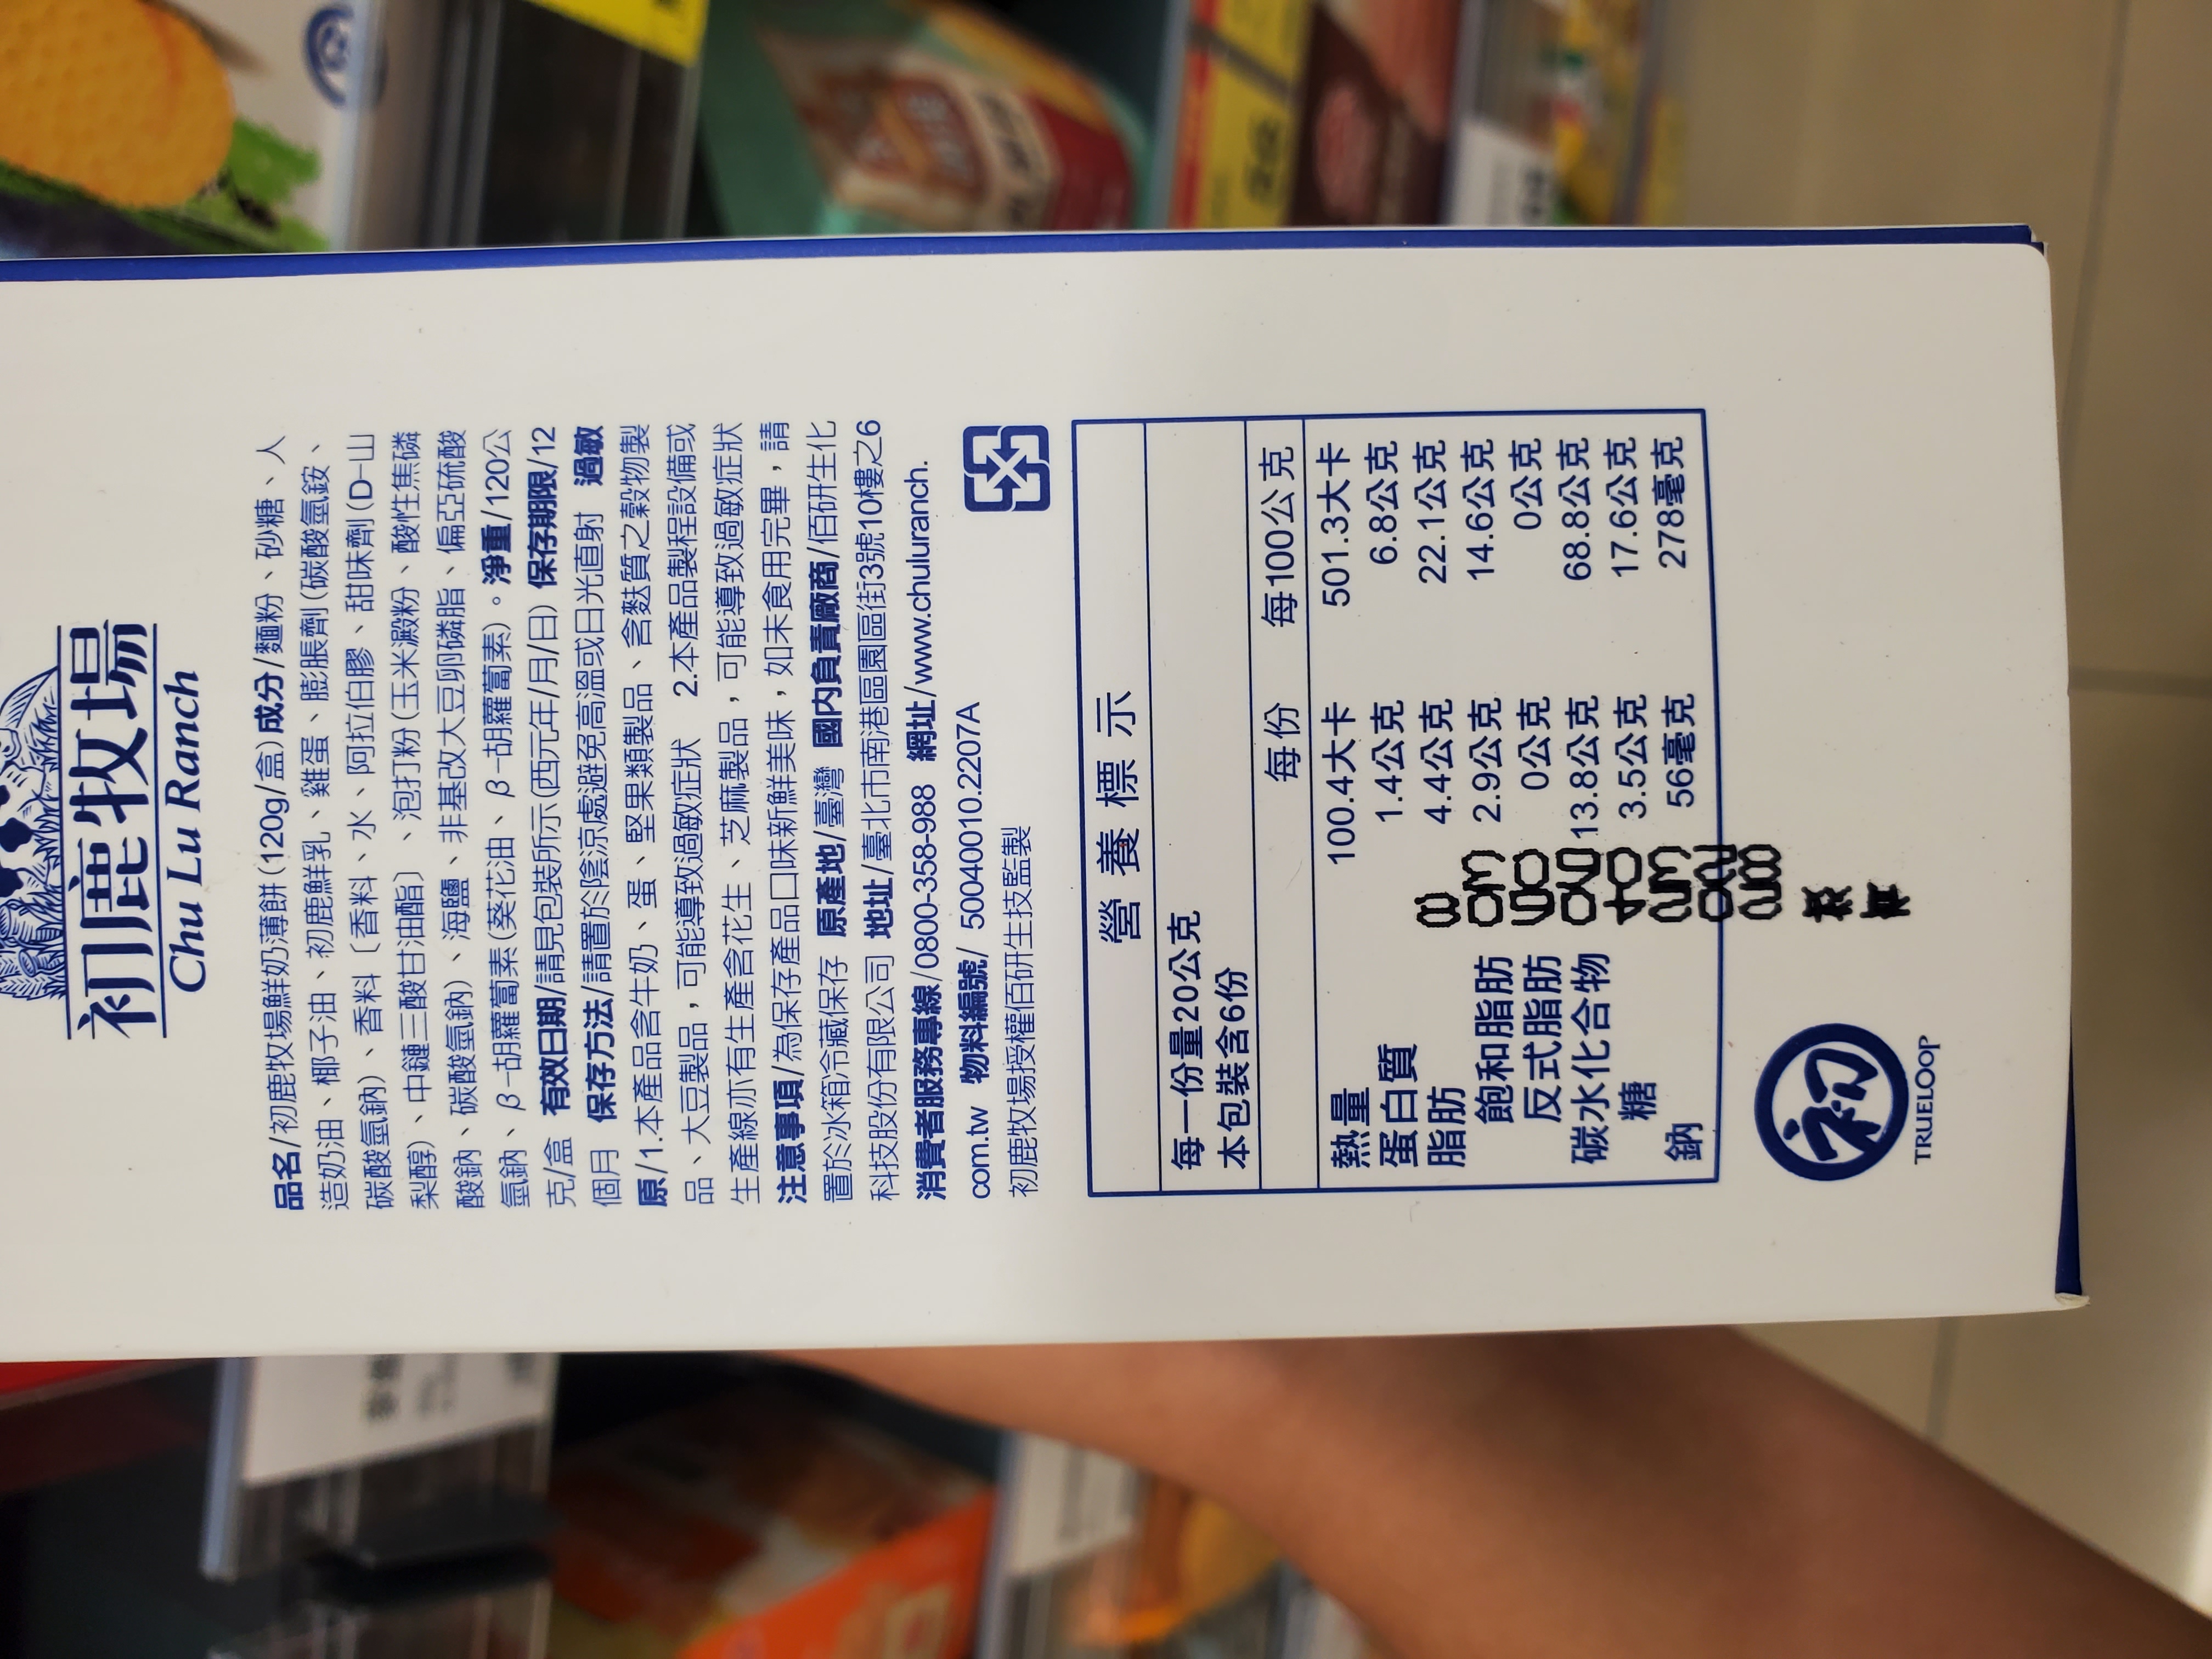 初鹿牧場
Chu Lu Ranch
品名/初鹿牧場鮮奶薄餅(120g/盒)成分/麵粉、砂糖、人
造奶油、椰子油、初鹿鮮乳、雞蛋、膨脹劑(碳酸氫銨、
碳酸氫鈉)、香料〔香料、水、阿拉伯膠、甜味劑(D-山
梨醇)、中鏈三酸甘油酯〕、泡打粉(玉米澱粉、酸性焦磷
酸鈉、碳酸氫鈉)、海鹽、非基改大豆卵磷脂、偏亞硫酸
氫鈉、β-胡蘿蔔素(葵花油、β-胡蘿蔔素)。淨重/120公
克/盒 有效日期/請見包裝所示(西元年/月/日) 保存期限/12
個月 保存方法/請置於陰涼處避免高溫或日光直射 過敏
原/1.本產品含牛奶、蛋、堅果類製品、含麩質之穀物製
品、大豆製品，可能導致過敏症狀 2.本產品製程設備或
生產線亦有生產含花生、芝麻製品，可能導致過敏症狀
注意事項/為保存產品口味新鮮美味，如未食用完畢，請
置於冰箱冷藏保存 原產地/臺灣 國內負責廠商/佰研生化
科技股份有限公司 地址/臺北市南港區園區街3號10樓之6
消費者服務專線/0800-358-988 網址/www.chuluranch.
com.tw 物料編號/ 50040010.2207A
初鹿牧場授權佰研生技監製
營養標示
每一份量20公克
本包裝含6份
每份 每100公克
熱量 100.4大卡 501.3大卡
蛋白質 1.4公克 6.8公克
脂肪 4.4公克 22.1公克
飽和脂肪 2.9公克 14.6公克
反式脂肪 0公克 0公克
碳水化合物 13.8公克 68.8公克
糖 3.5公克 17.6公克
鈉 56毫克 278毫克
有效 20240608
8230603
初
TRUELOOP